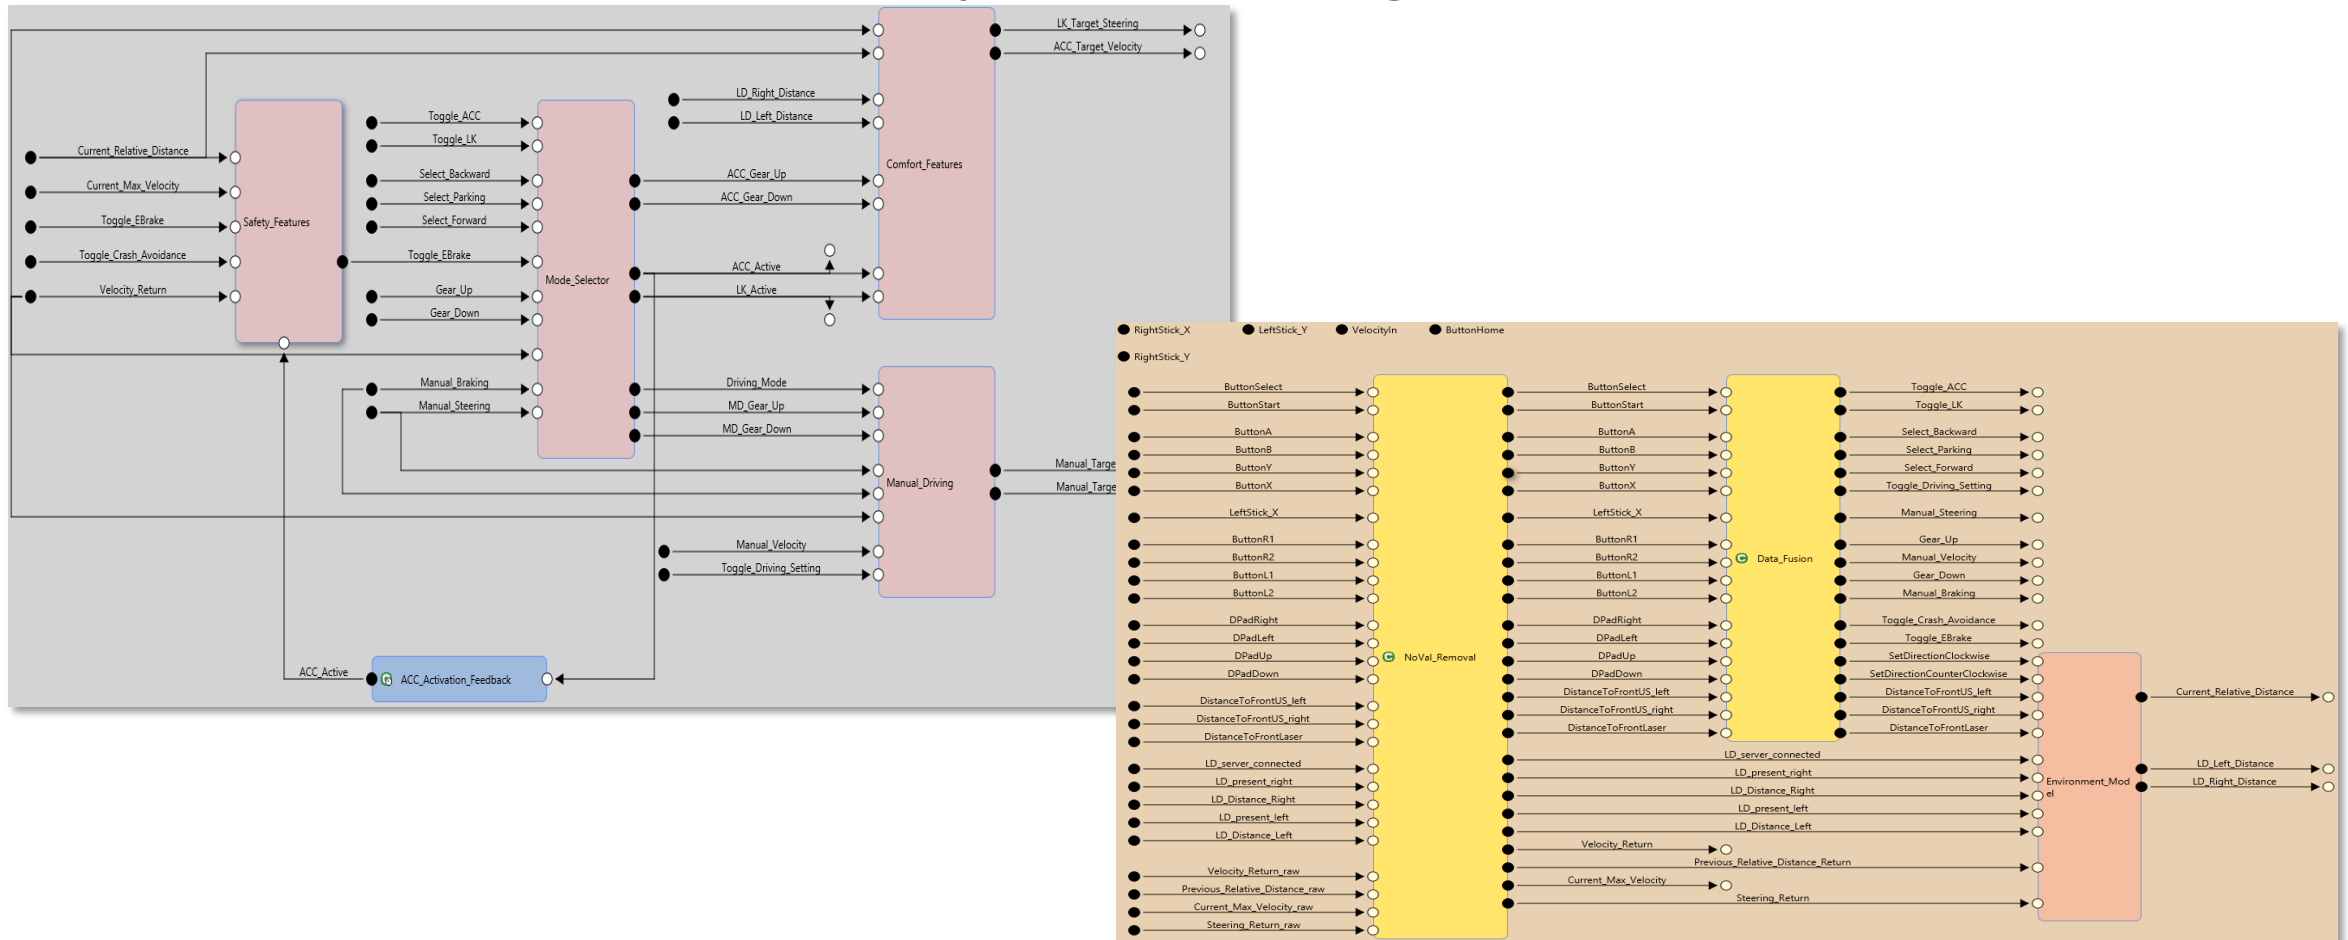 LK_Target_Steering
ACC_Target_Velocity
LD_Right_Distance
LD_Left_Distance
Toggle_ACC
Toggle_LK
Current_Relative_Distance
Comfort_Features
Select_Backward
ACC_Gear_Up
Current_Max_Velocity
Select_Parking
ACC_Gear_Down
Toggle_EBrake
Safety_Features
Select_Forward
Toggle_Crash_Avoidance
Toggle_EBrake
ACC_Active
Mode_Selector
Velocity_Return
Gear_Up
LK_Active
Gear_Down
Manual_Braking
Driving_Mode
Manual_Steering
MD_Gear_Up
MD_Gear_Down
Manual_Targe
Manual_Driving
Manual_Targe
Manual_Velocity
Toggle_Driving_Setting
ACC_Active
ACC_Activation_Feedback
RightStick_X
LeftStick_Y
VelocityIn
ButtonHome
RightStick_Y
ButtonSelect
ButtonStart
ButtonA
ButtonB
ButtonY
ButtonX
LeftStick_X
ButtonR1
ButtonR2
ButtonL1
ButtonL2
DPadRight
DPadLeft
DPadUp
DPadDown
DistanceToFrontUS_left
DistanceToFrontUS_right
DistanceToFrontLaser
LD_server_connected
LD_present_right
LD_Distance_Right
LD_present_left
LD_Distance_Left
Velocity_Return_raw
Previous_Relative_Distance_raw
Current_Max_Velocity_raw
Steering_Return_raw
NoVal_Removal
ButtonSelect
ButtonStart
ButtonA
ButtonB
ButtonY
ButtonX
LeftStick_X
ButtonR1
ButtonR2
ButtonL1
ButtonL2
DPadRight
DPadLeft
DPadUp
DPadDown
DistanceToFrontUS_left
DistanceToFrontUS_right
DistanceToFrontLaser
LD_server_connected
LD_present_right
LD_Distance_Right
LD_present_left
LD_Distance_Left
Velocity_Return
Previous_Relative_Distance_Return
Current_Max_Velocity
Steering_Return
Data_Fusion
Toggle_ACC
Toggle_LK
Select_Backward
Select_Parking
Select_Forward
Toggle_Driving_Setting
Manual_Steering
Gear_Up
Manual_Velocity
Gear_Down
Manual_Braking
Toggle_Crash_Avoidance
Toggle_EBrake
SetDirectionClockwise
SetDirectionCounterClockwise
DistanceToFrontUS_left
DistanceToFrontUS_right
DistanceToFrontLaser
Environment_Mod
el
Current_Relative_Distance
LD_Left_Distance
LD_Right_Distance